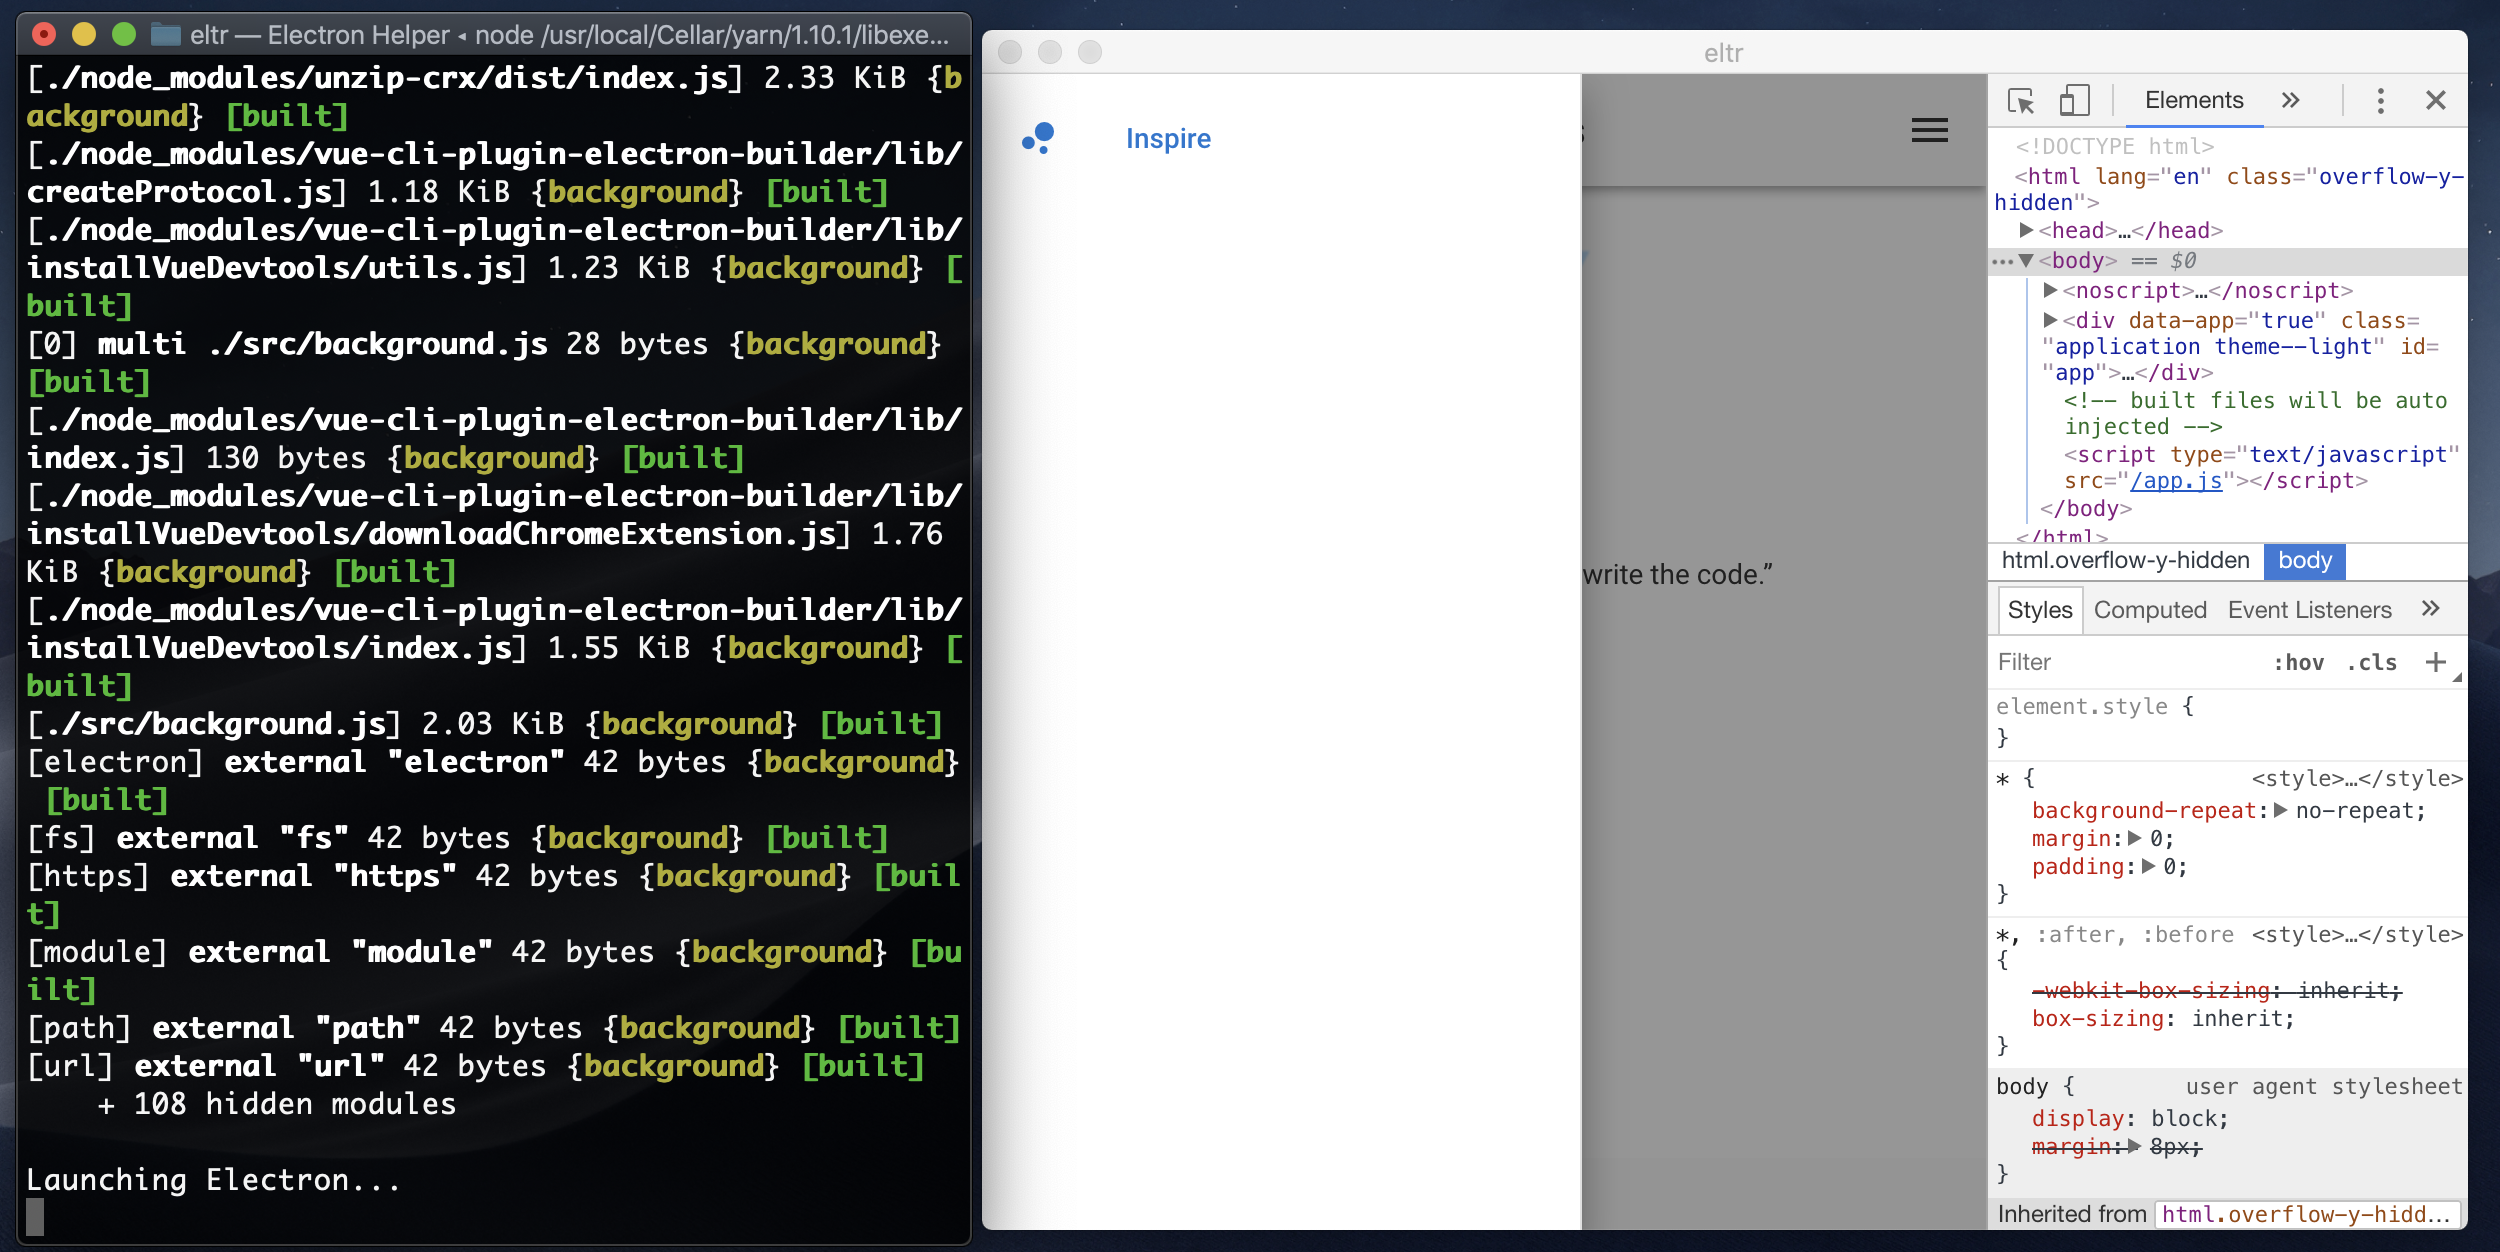 eltr — Electron Helper ◂ node /usr/local/Cellar/yarn/1.10.1/libexe...
[./node_modules/unzip-crx/dist/index.js] 2.33 KiB {b
ackground} [built]
[./node_modules/vue-cli-plugin-electron-builder/lib/
createProtocol.js] 1.18 KiB {background} [built]
[./node_modules/vue-cli-plugin-electron-builder/lib/
installVueDevtools/utils.js] 1.23 KiB {background} [
built]
[0] multi ./src/background.js 28 bytes {background}
[built]
[./node_modules/vue-cli-plugin-electron-builder/lib/
index.js] 130 bytes {background} [built]
[./node_modules/vue-cli-plugin-electron-builder/lib/
installVueDevtools/downloadChromeExtension.js] 1.76
KiB {background} [built]
[./node_modules/vue-cli-plugin-electron-builder/lib/
installVueDevtools/index.js] 1.55 KiB {background} [
built]
[./src/background.js] 2.03 KiB {background} [built]
[electron] external "electron" 42 bytes {background}
[built]
[fs] external "fs" 42 bytes {background} [built]
[https] external "https" 42 bytes {background} [buil
t]
[module] external "module" 42 bytes {background} [bu
ilt]
[path] external "path" 42 bytes {background} [built]
[url] external "url" 42 bytes {background} [built]
+ 108 hidden modules
Launching Electron...
eltr
Inspire
write the code.”
Elements »
<!DOCTYPE html>
<html lang="en" class="overflow-y-
hidden">
▶<head>…</head>
…▼<body> == $0
▶<noscript>…</noscript>
▶<div data-app="true" class=
"application theme--light" id=
"app">…</div>
<!-- built files will be auto
injected -->
<script type="text/javascript"
src="/app.js"></script>
</body>
</html>
html.overflow-y-hidden body
Styles Computed Event Listeners »
Filter :hov .cls +
element.style {
}
* { <style>…</style>
background-repeat:▶no-repeat;
margin:▶0;
padding:▶0;
}
*, :after, :before <style>…</style>
{
-webkit-box-sizing: inherit;
box-sizing: inherit;
}
body { user agent stylesheet
display: block;
margin:▶8px;
}
Inherited from html.overflow-y-hidd...